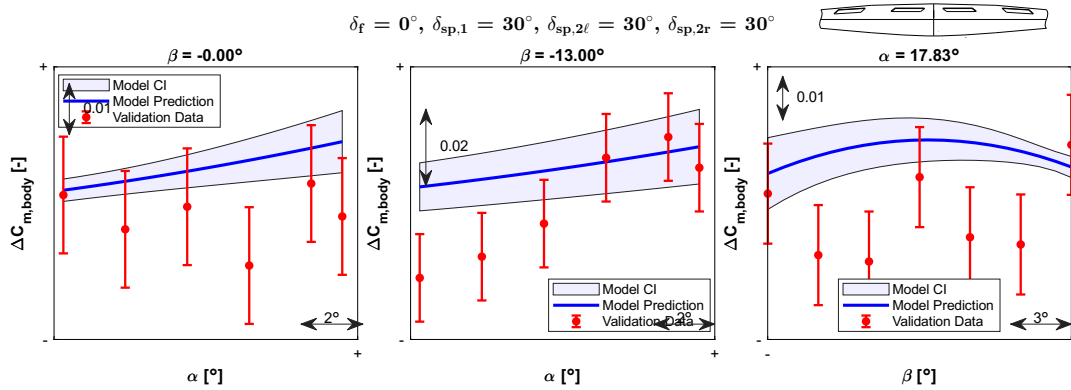 δf = 0°, δsp,1 = 30°, δsp,2ℓ = 30°, δsp,2r = 30°
β = -0.00°
+
Model CI
Model Prediction
Validation Data
0.01
ΔCm,body [-]
2°
-
+
α [°]
β = -13.00°
+
0.02
ΔCm,body [-]
Model CI
Model Prediction
Validation Data
2°
-
+
α [°]
α = 17.83°
+
0.01
ΔCm,body [-]
Model CI
Model Prediction
Validation Data
3°
-
-
+
β [°]